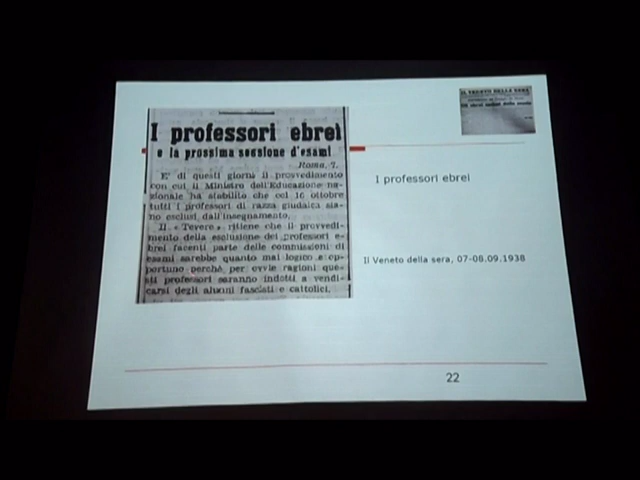 I professori ebrei
e la prossima sessione d'esami
Roma, 7.
E' di questi giorni il provvedimento
con cui il Ministro dell'Educazione na-
zionale ha stabilito che col 16 ottobre
tutti i professori di razza giudaica sia-
no esclusi dall'insegnamento.
Il « Tevere » ritiene che il provvedi-
mento della esclusione dei professori e-
brei facenti parte delle commissioni di
esami sarebbe quanto mai logico e op-
portuno perchè per ovvie ragioni que-
sti professori saranno indotti a vendi-
carsi degli alunni fascisti e cattolici.
IL VENETO DELLA SERA
I professori ebrei
Il Veneto della sera, 07-08.09.1938
22